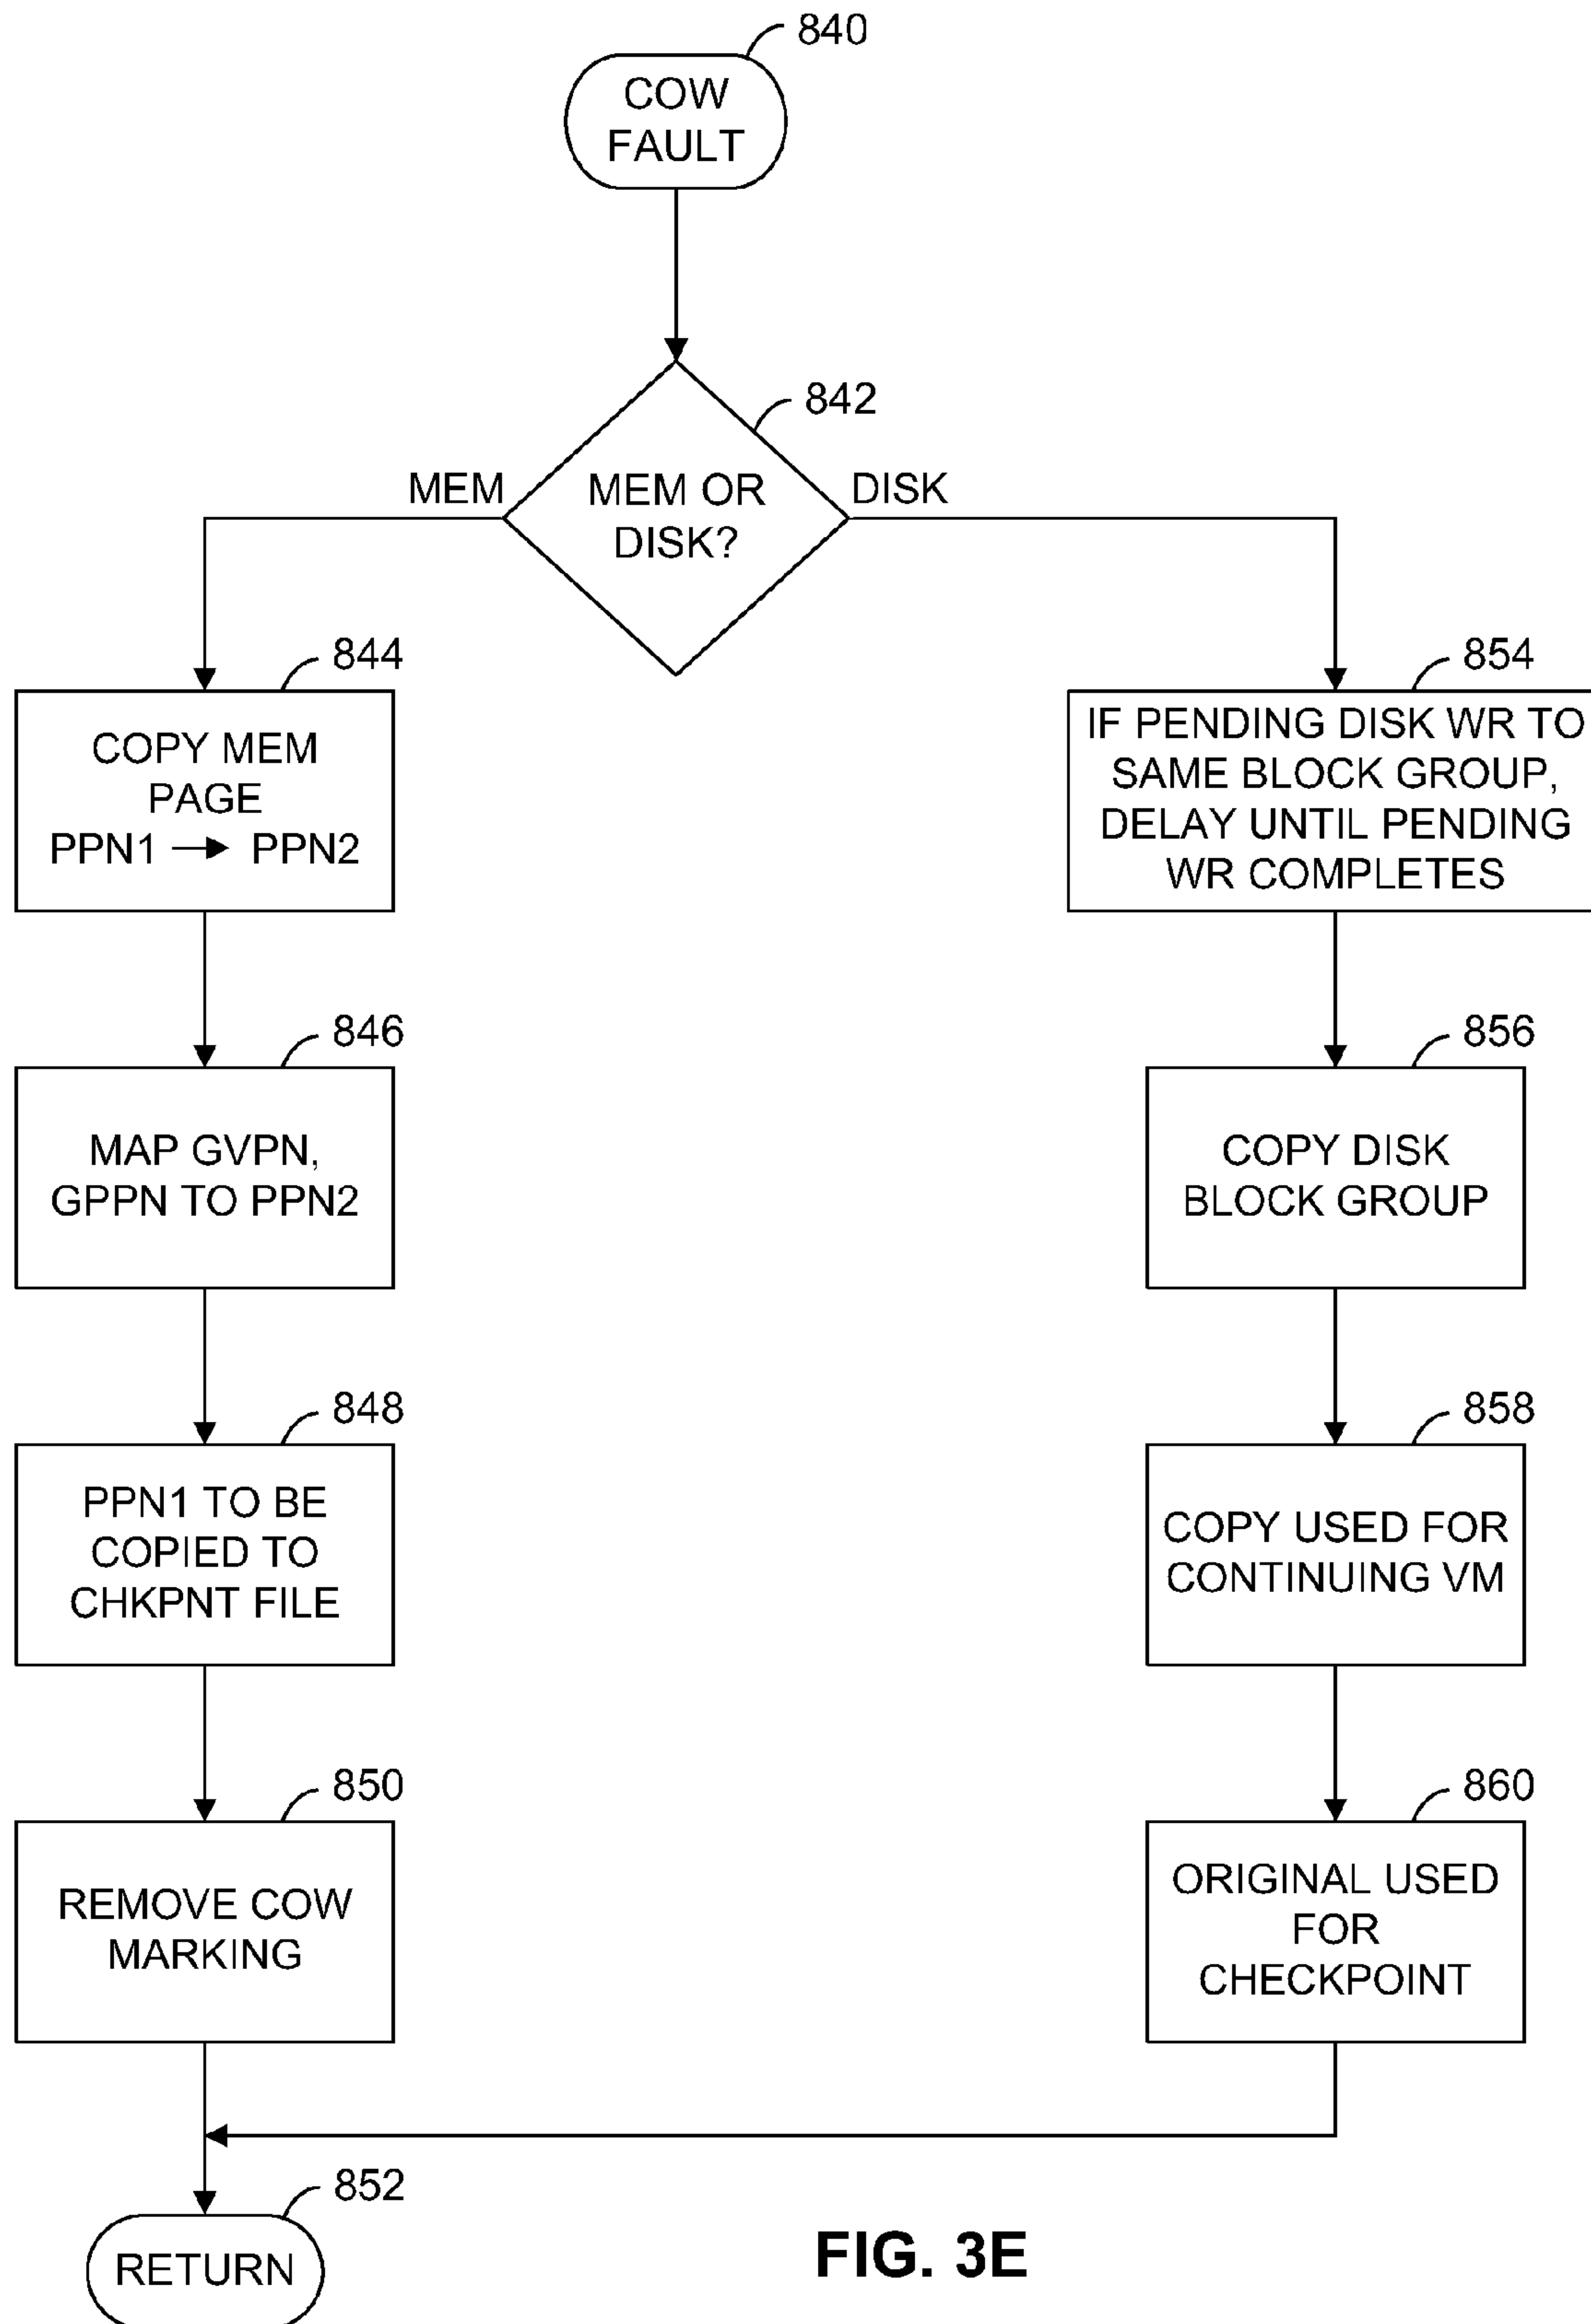 840
COW
FAULT
842
MEM
MEM OR
DISK?
DISK
844
COPY MEM
PAGE
PPN1 → PPN2
846
MAP GVPN,
GPPN TO PPN2
848
PPN1 TO BE
COPIED TO
CHKPNT FILE
850
REMOVE COW
MARKING
854
IF PENDING DISK WR TO
SAME BLOCK GROUP,
DELAY UNTIL PENDING
WR COMPLETES
856
COPY DISK
BLOCK GROUP
858
COPY USED FOR
CONTINUING VM
860
ORIGINAL USED
FOR
CHECKPOINT
852
RETURN
FIG. 3E